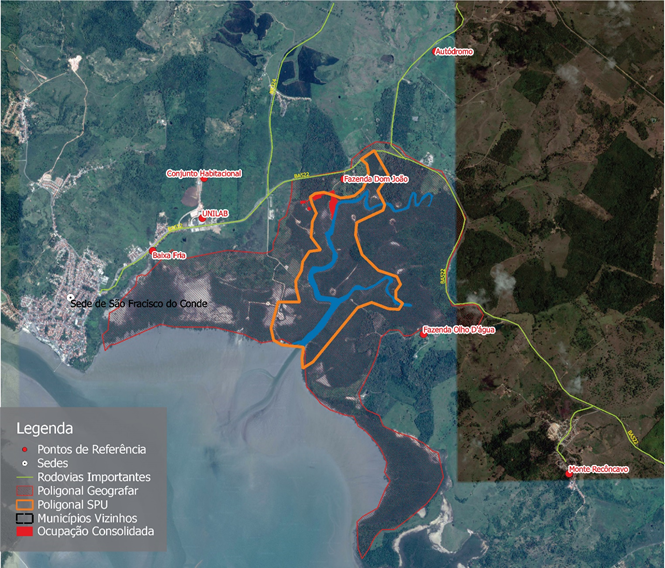 Autódromo
Conjunto Habitacional
BA522
Fazenda Dom João
UNILAB
Baixa Fria
BA522
Sede de São Fracisco do Conde
Fazenda Olho D'água
BA522
Monte Recôncavo
Legenda
Pontos de Referência
Sedes
Rodovias Importantes
Poligonal Geografar
Poligonal SPU
Municípios Vizinhos
Ocupação Consolidada